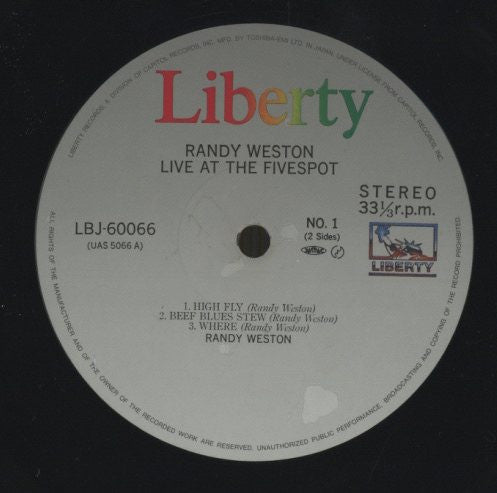 LIBERTY RECORDS, A DIVISION OF CAPITOL RECORDS, INC. MFD. BY TOSHIBA-EMI LTD. IN JAPAN, UNDER LICENSE FROM CAPITOL RECORDS, INC.
Liberty
RANDY WESTON
LIVE AT THE FIVESPOT
STEREO
33⅓ r.p.m.
LBJ-60066
(UAS 5066 A)
NO. 1
(2 Sides)
LIBERTY
1. HIGH FLY (Randy Weston)
2. BEEF BLUES STEW (Randy Weston)
3. WHERE (Randy Weston)
RANDY WESTON
ALL RIGHTS OF THE MANUFACTURER AND OF THE OWNER OF THE RECORDED WORK ARE RESERVED. UNAUTHORIZED PUBLIC PERFORMANCE, BROADCASTING AND COPYING OF THE RECORD PROHIBITED.